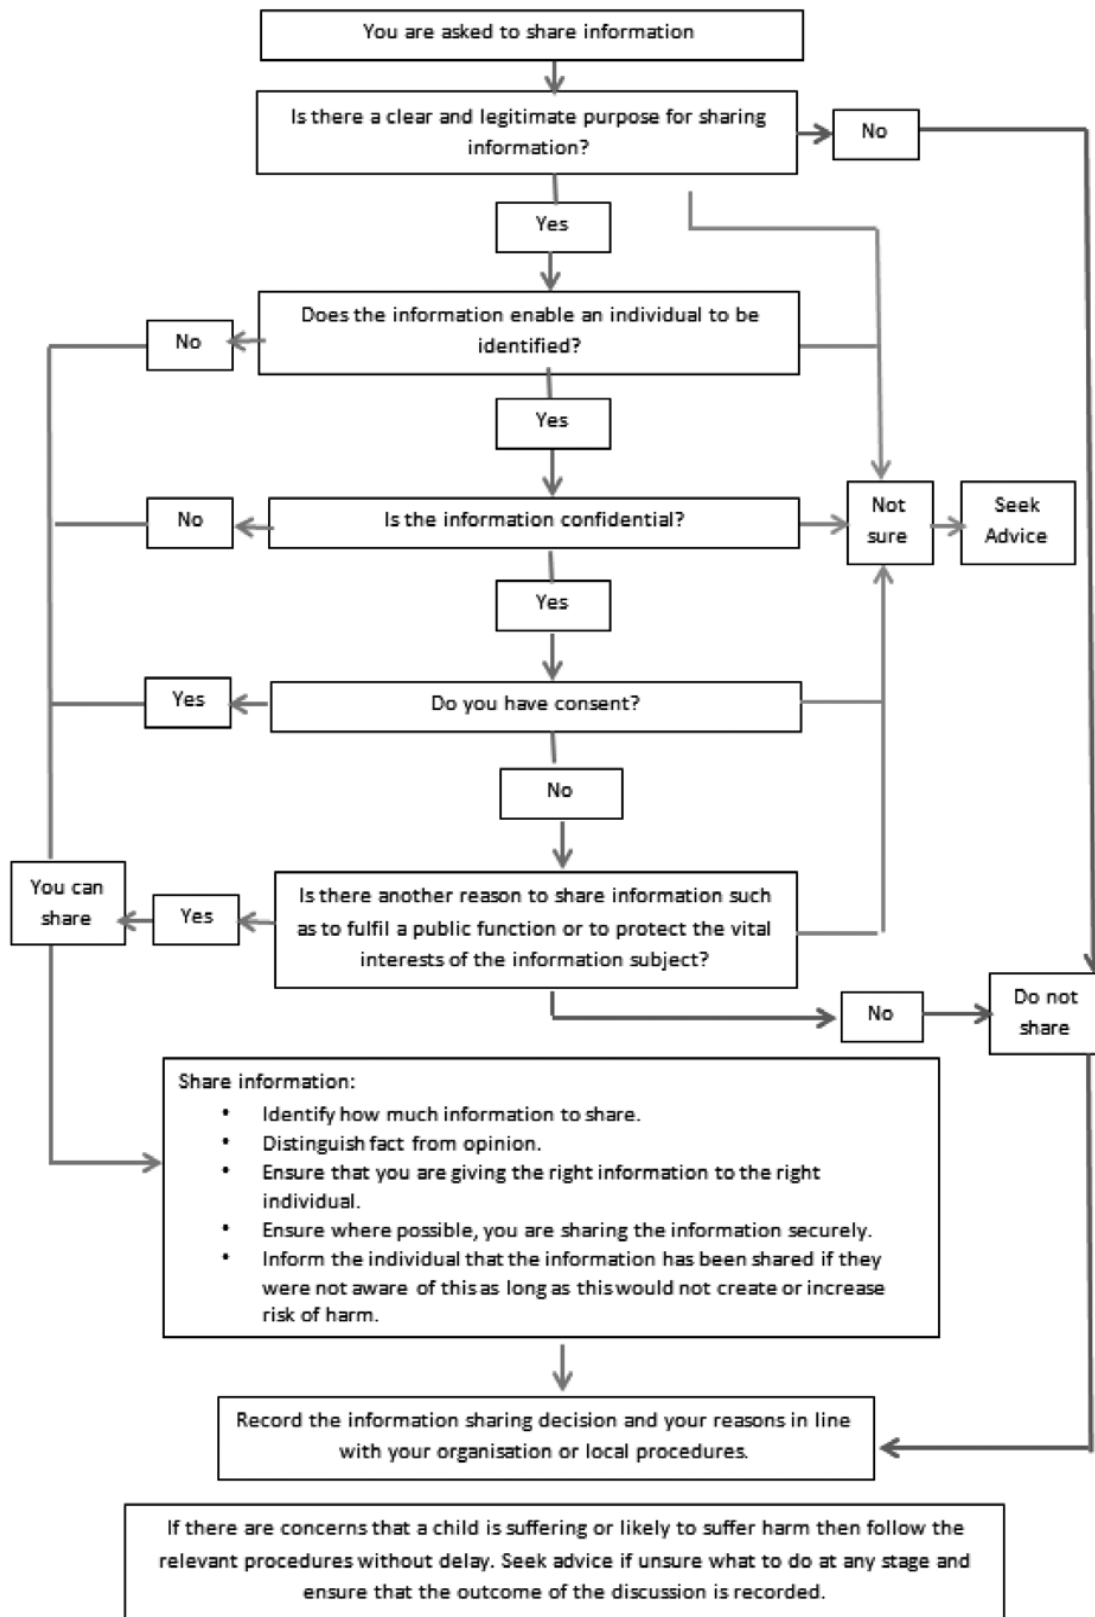 You are asked to share information
Is there a clear and legitimate purpose for sharing
information?
No
Yes
Does the information enable an individual to be
identified?
No
Yes
Is the information confidential?
No
Not
sure
Seek
Advice
Yes
Do you have consent?
Yes
No
You can
share
Yes
Is there another reason to share information such
as to fulfil a public function or to protect the vital
interests of the information subject?
No
Do not
share
Share information:
• Identify how much information to share.
• Distinguish fact from opinion.
• Ensure that you are giving the right information to the right
individual.
• Ensure where possible, you are sharing the information securely.
• Inform the individual that the information has been shared if they
were not aware of this as long as this would not create or increase
risk of harm.
Record the information sharing decision and your reasons in line
with your organisation or local procedures.
If there are concerns that a child is suffering or likely to suffer harm then follow the
relevant procedures without delay. Seek advice if unsure what to do at any stage and
ensure that the outcome of the discussion is recorded.